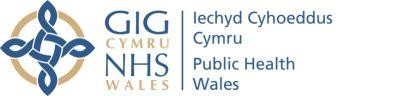 GIG
CYMRU
NHS
WALES
Iechyd Cyhoeddus
Cymru
Public Health
Wales